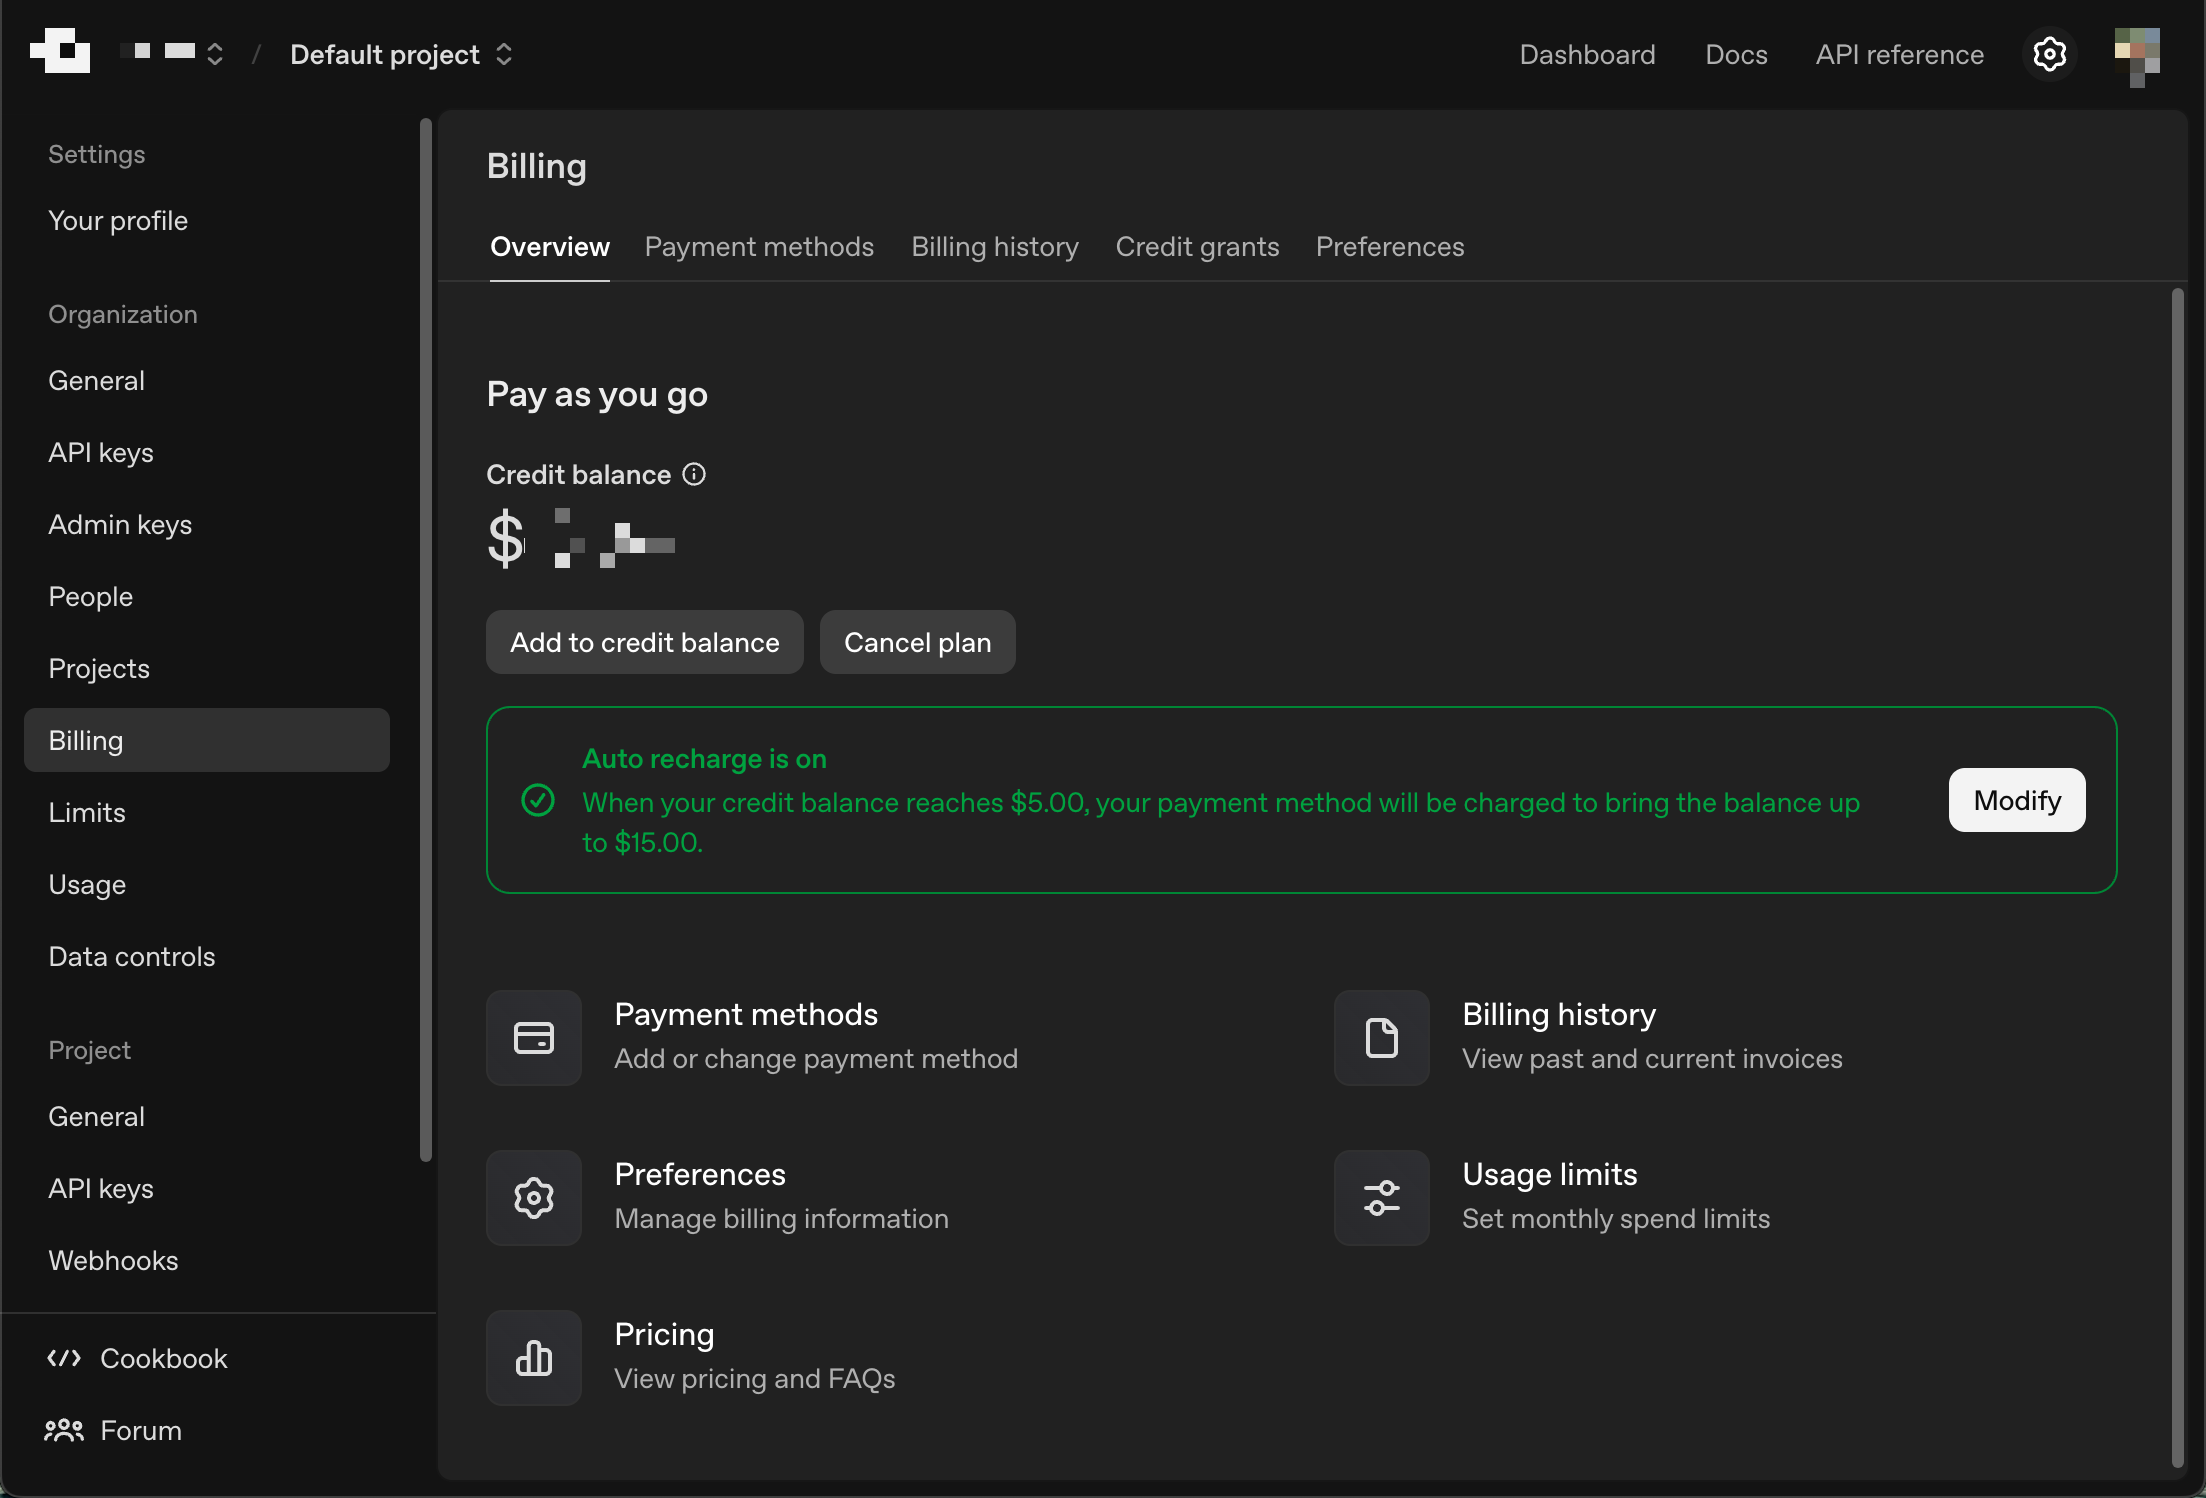 Default project
Dashboard
Docs
API reference
Settings
Your profile
Organization
General
API keys
Admin keys
People
Projects
Billing
Limits
Usage
Data controls
Project
General
API keys
Webhooks
Cookbook
Forum
Billing
Overview
Payment methods
Billing history
Credit grants
Preferences
Pay as you go
Credit balance
$
Add to credit balance
Cancel plan
Auto recharge is on
When your credit balance reaches $5.00, your payment method will be charged to bring the balance up
to $15.00.
Modify
Payment methods
Add or change payment method
Billing history
View past and current invoices
Preferences
Manage billing information
Usage limits
Set monthly spend limits
Pricing
View pricing and FAQs